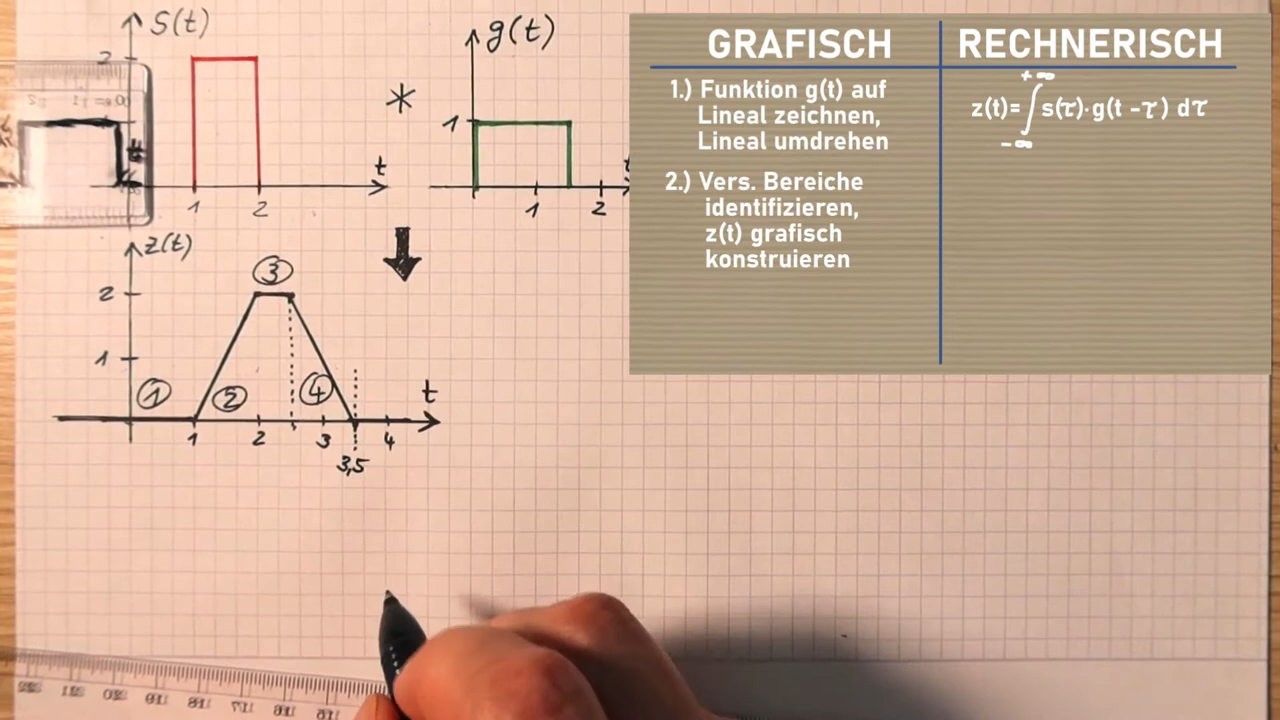 S(t)
2
t
1 2
*
g(t)
1
1 2
z(t)
2
1
① ② ③ ④
t
1 2 3 4
3,5
GRAFISCH
1.) Funktion g(t) auf
Lineal zeichnen,
Lineal umdrehen
2.) Vers. Bereiche
identifizieren,
z(t) grafisch
konstruieren
RECHNERISCH
z(t)=∫s(τ)·g(t -τ) dτ
+∞
-∞